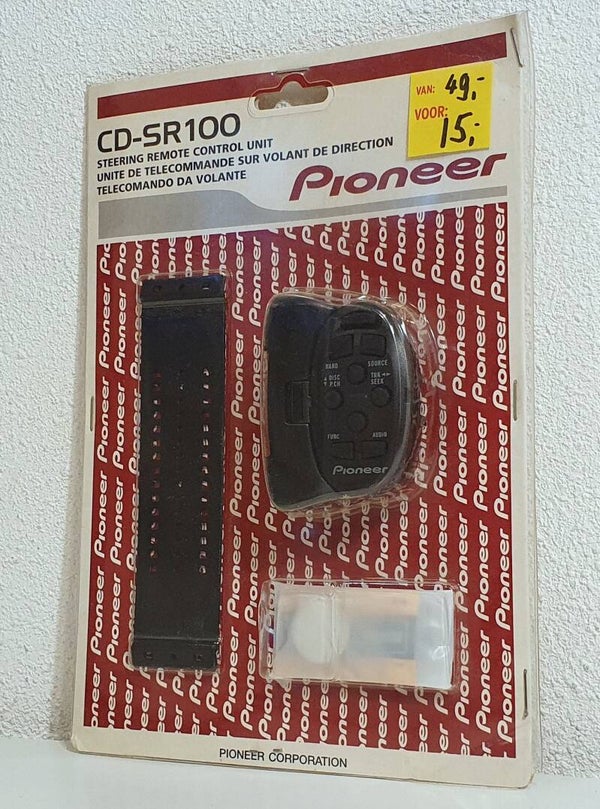 VAN: 49,-
VOOR:
15,-
CD-SR100
STEERING REMOTE CONTROL UNIT
UNITE DE TELECOMMANDE SUR VOLANT DE DIRECTION
TELECOMANDO DA VOLANTE
Pioneer
BAND SOURCE
DISC TRK
P.CH SEEK
FUNC AUDIO
Pioneer
PIONEER CORPORATION